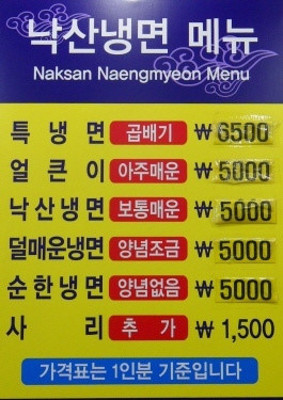 낙산냉면 메뉴
Naksan Naengmyeon Menu
특냉면 곱배기 ₩ 6500
얼큰이 아주매운 ₩ 5000
낙산냉면 보통매운 ₩ 5000
덜매운냉면 양념조금 ₩ 5000
순한냉면 양념없음 ₩ 5000
사리 추가 ₩ 1,500
가격표는 1인분 기준입니다